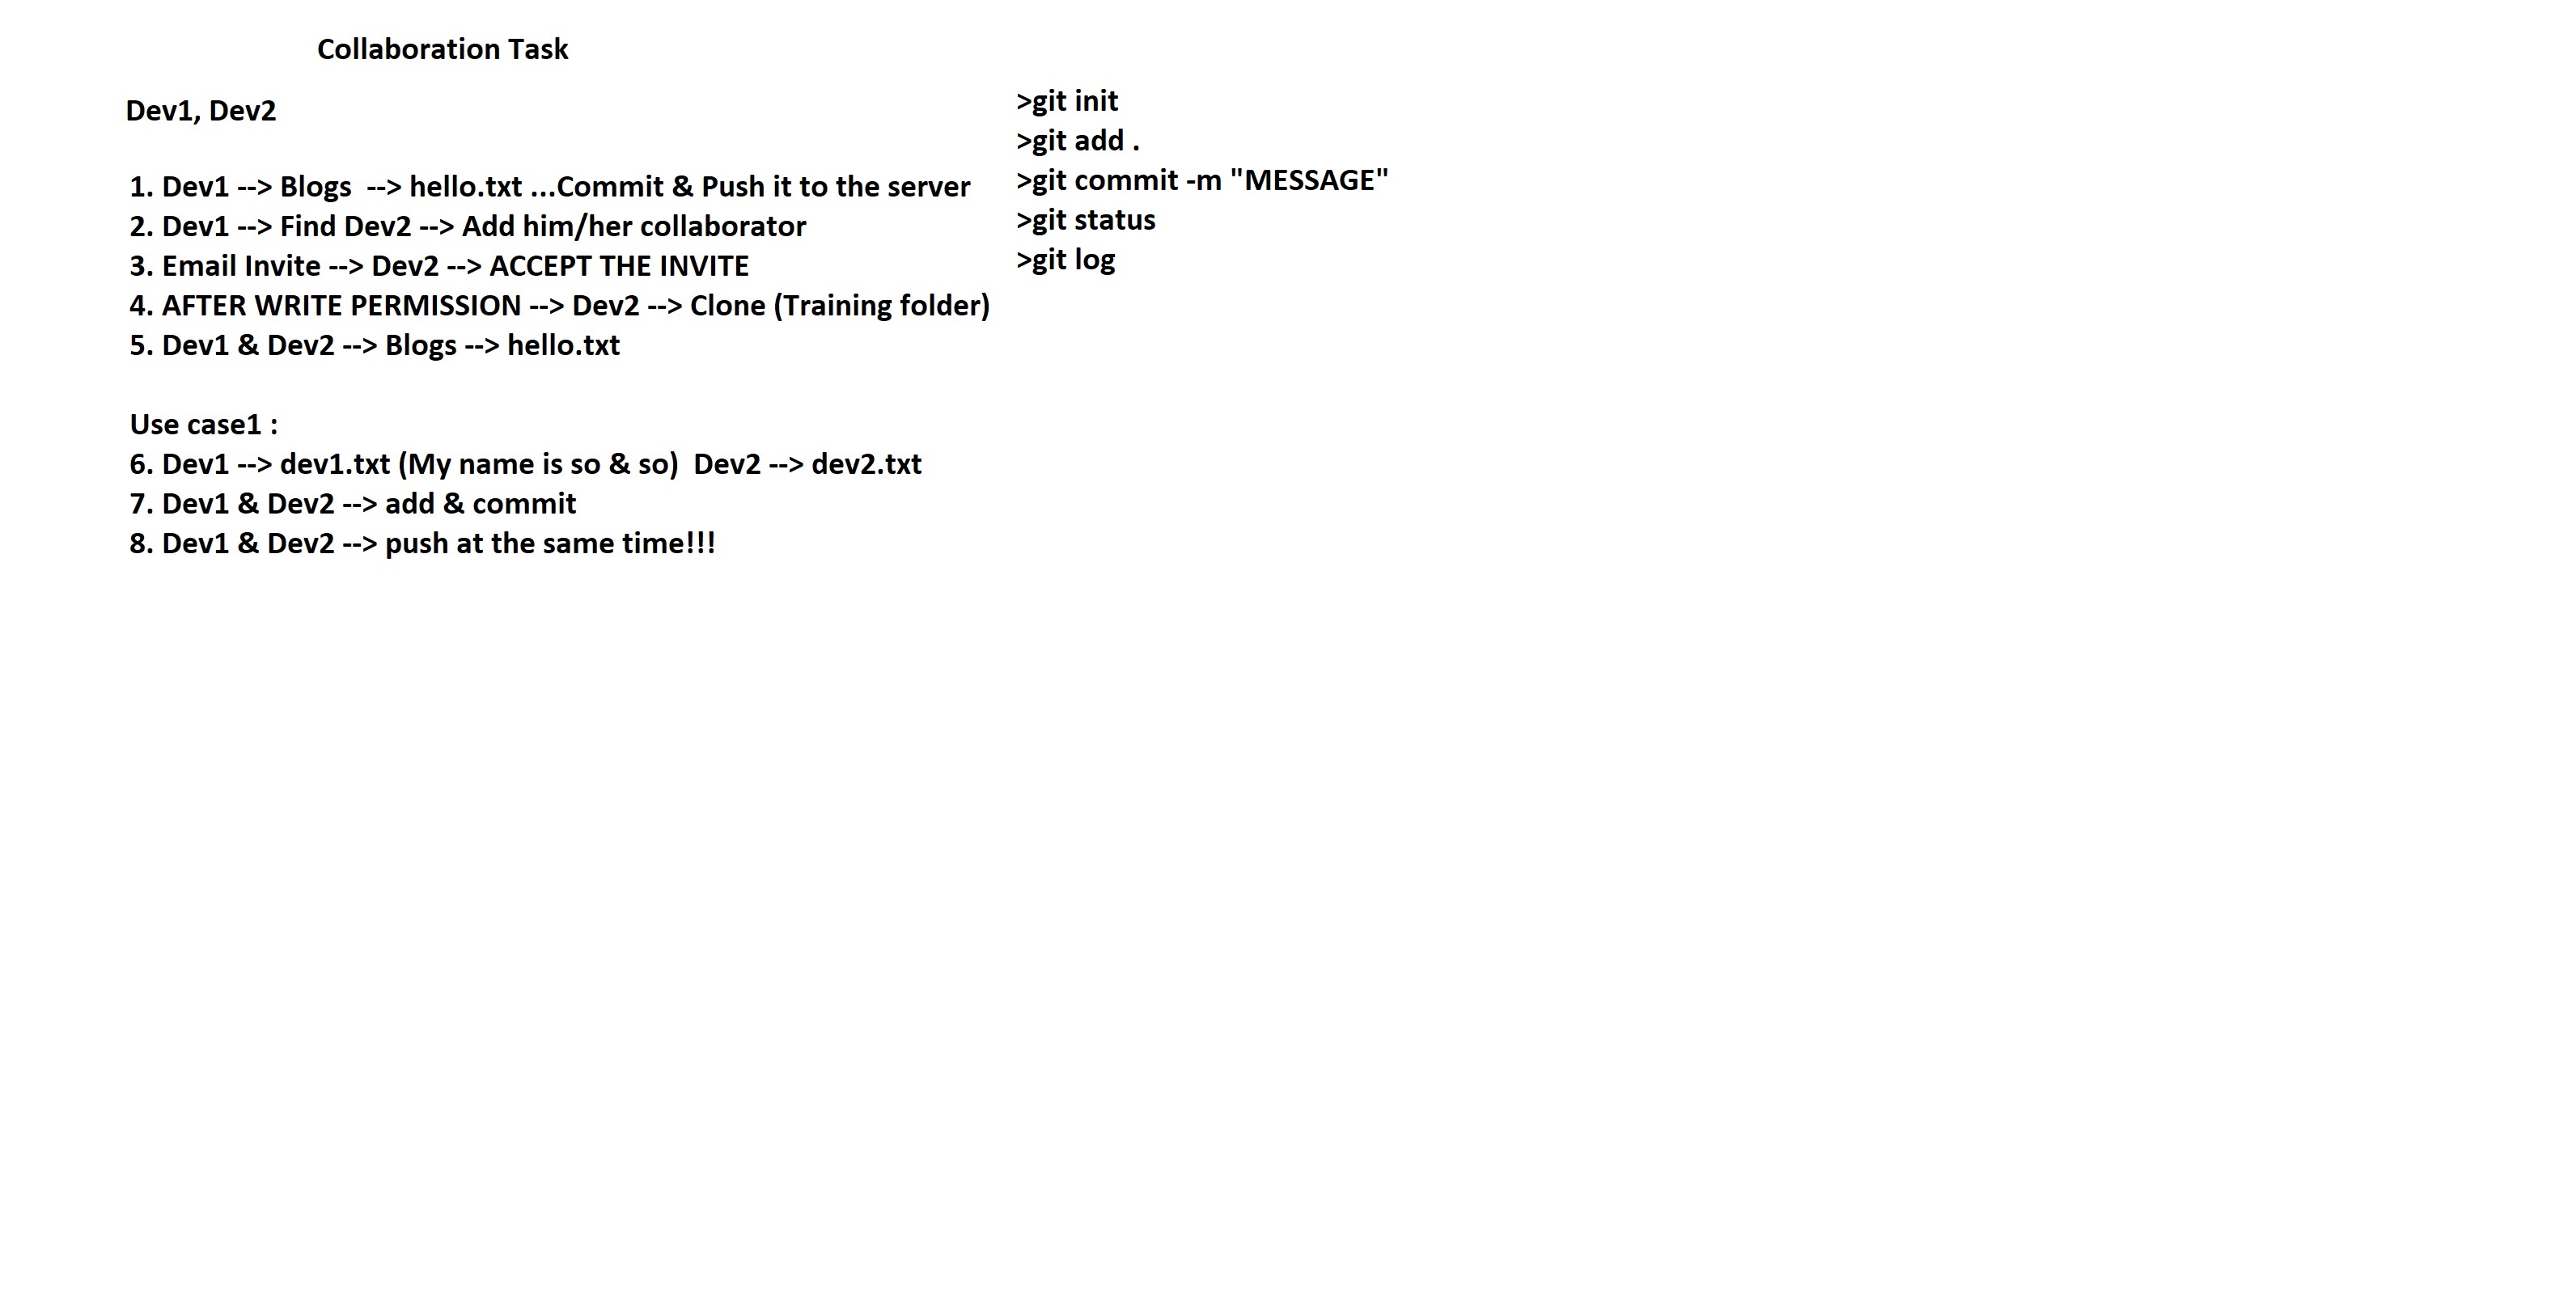 Collaboration Task
Dev1, Dev2
1. Dev1 --> Blogs  --> hello.txt ...Commit & Push it to the server
2. Dev1 --> Find Dev2 --> Add him/her collaborator
3. Email Invite --> Dev2 --> ACCEPT THE INVITE
4. AFTER WRITE PERMISSION --> Dev2 --> Clone (Training folder)
5. Dev1 & Dev2 --> Blogs --> hello.txt
Use case1 :
6. Dev1 --> dev1.txt (My name is so & so)  Dev2 --> dev2.txt
7. Dev1 & Dev2 --> add & commit
8. Dev1 & Dev2 --> push at the same time!!!
>git init
>git add .
>git commit -m "MESSAGE"
>git status
>git log